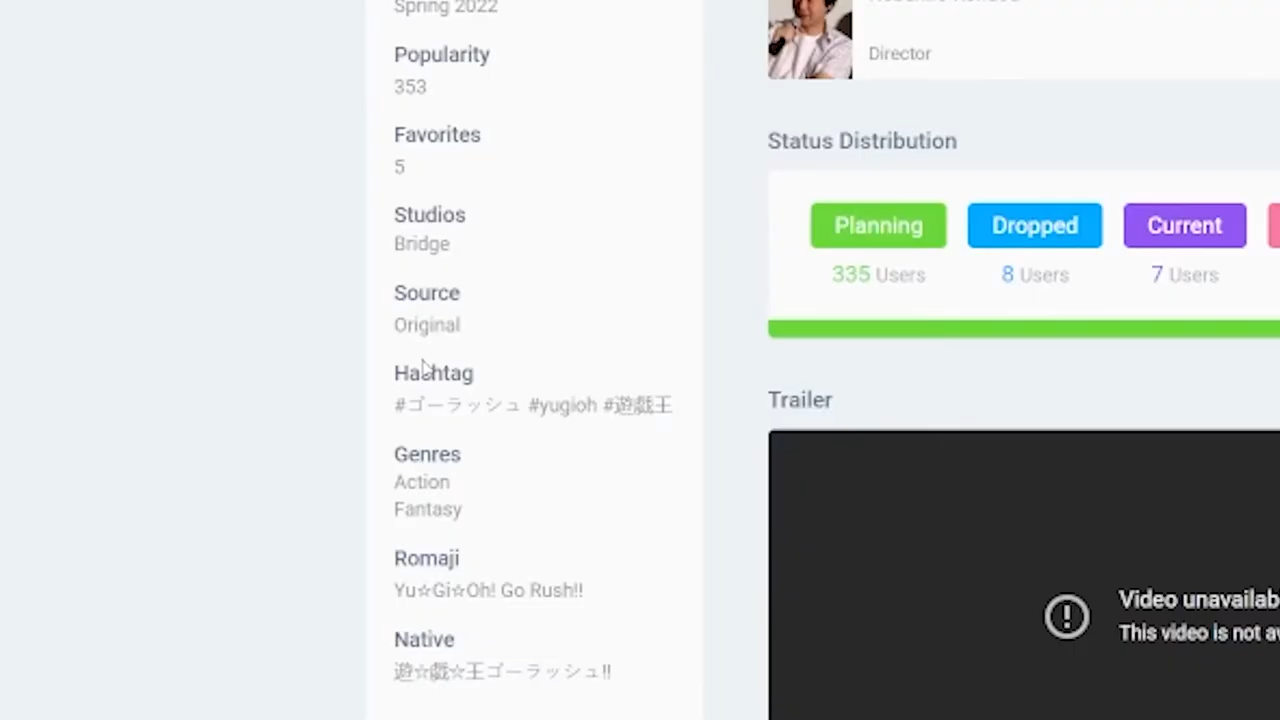 Spring 2022
Popularity
353
Favorites
5
Studios
Bridge
Source
Original
Hashtag
#ゴーラッシュ #yugioh #遊戯王
Genres
Action
Fantasy
Romaji
Yu☆Gi☆Oh! Go Rush!!
Native
遊☆戯☆王ゴーラッシュ!!
Director
Status Distribution
Planning Dropped Current
335 Users 8 Users 7 Users
Trailer
Video unavailab
This video is not av